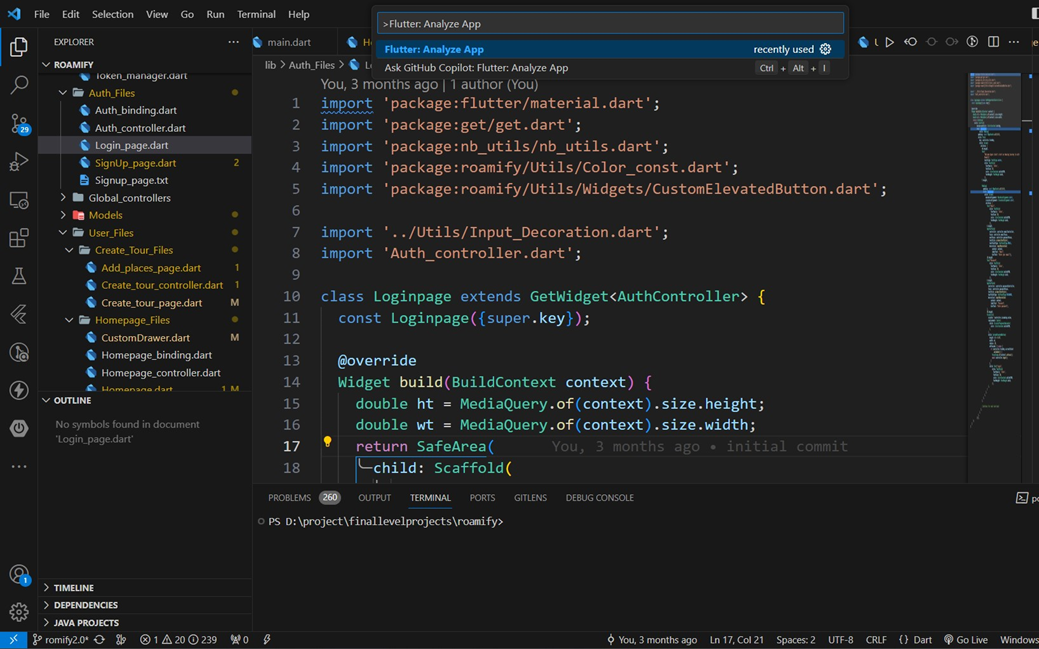 File Edit Selection View Go Run Terminal Help
>Flutter: Analyze App
Flutter: Analyze App recently used
Ask GitHub Copilot: Flutter: Analyze App Ctrl + Alt + I
EXPLORER
ROAMIFY
Token_manager.dart
Auth_Files
Auth_binding.dart
Auth_controller.dart
Login_page.dart
SignUp_page.dart 2
Signup_page.txt
Global_controllers
Models
User_Files
Create_Tour_Files
Add_places_page.dart 1
Create_tour_controller.dart 1
Create_tour_page.dart M
Homepage_Files
CustomDrawer.dart M
Homepage_binding.dart
Homepage_controller.dart
Homepage.dart 1, M
OUTLINE
No symbols found in document
'Login_page.dart'
TIMELINE
DEPENDENCIES
JAVA PROJECTS
29
1
main.dart
lib > Auth_Files >
You, 3 months ago | 1 author (You)
1 import 'package:flutter/material.dart';
2 import 'package:get/get.dart';
3 import 'package:nb_utils/nb_utils.dart';
4 import 'package:roamify/Utils/Color_const.dart';
5 import 'package:roamify/Utils/Widgets/CustomElevatedButton.dart';
6
7 import '../Utils/Input_Decoration.dart';
8 import 'Auth_controller.dart';
9
10 class Loginpage extends GetWidget<AuthController> {
11 const Loginpage({super.key});
12
13 @override
14 Widget build(BuildContext context) {
15 double ht = MediaQuery.of(context).size.height;
16 double wt = MediaQuery.of(context).size.width;
17 return SafeArea( You, 3 months ago • initial commit
18 child: Scaffold(
PROBLEMS 260 OUTPUT TERMINAL PORTS GITLENS DEBUG CONSOLE
PS D:\project\finallevelprojects\roamify>
romify2.0* 1 20 239 0 You, 3 months ago Ln 17, Col 21 Spaces: 2 UTF-8 CRLF {} Dart Go Live Windows